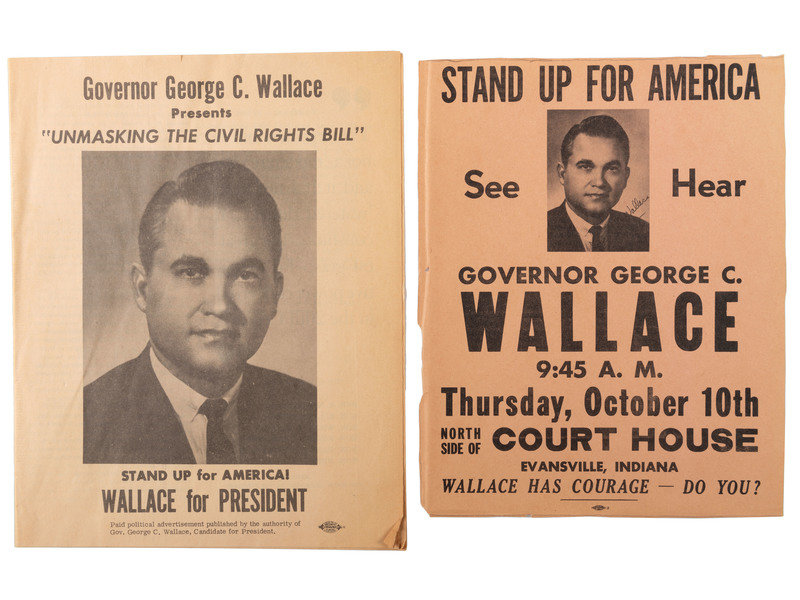 Governor George C. Wallace
Presents
"UNMASKING THE CIVIL RIGHTS BILL"
STAND UP for AMERICA!
WALLACE for PRESIDENT
Paid political advertisement published by the authority of
Gov. George C. Wallace, Candidate for President.
STAND UP FOR AMERICA
See
Hear
Wallace
GOVERNOR GEORGE C.
WALLACE
9:45 A. M.
Thursday, October 10th
NORTH
SIDE OF
COURT HOUSE
EVANSVILLE, INDIANA
WALLACE HAS COURAGE — DO YOU?